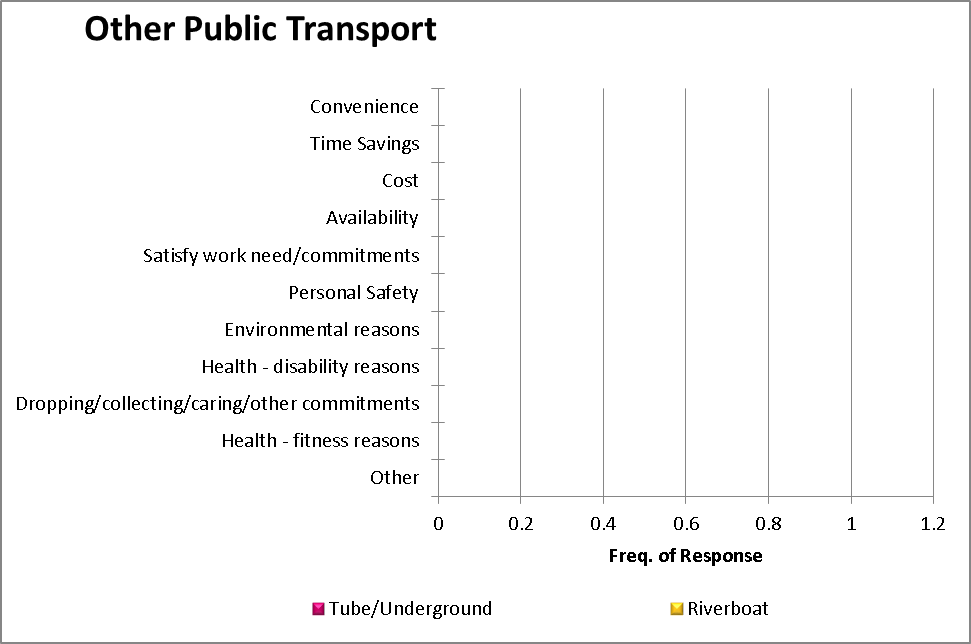 Other Public Transport
Convenience
Time Savings
Cost
Availability
Satisfy work need/commitments
Personal Safety
Environmental reasons
Health - disability reasons
Dropping/collecting/caring/other commitments
Health - fitness reasons
Other
0 0.2 0.4 0.6 0.8 1 1.2
Freq. of Response
Tube/Underground Riverboat